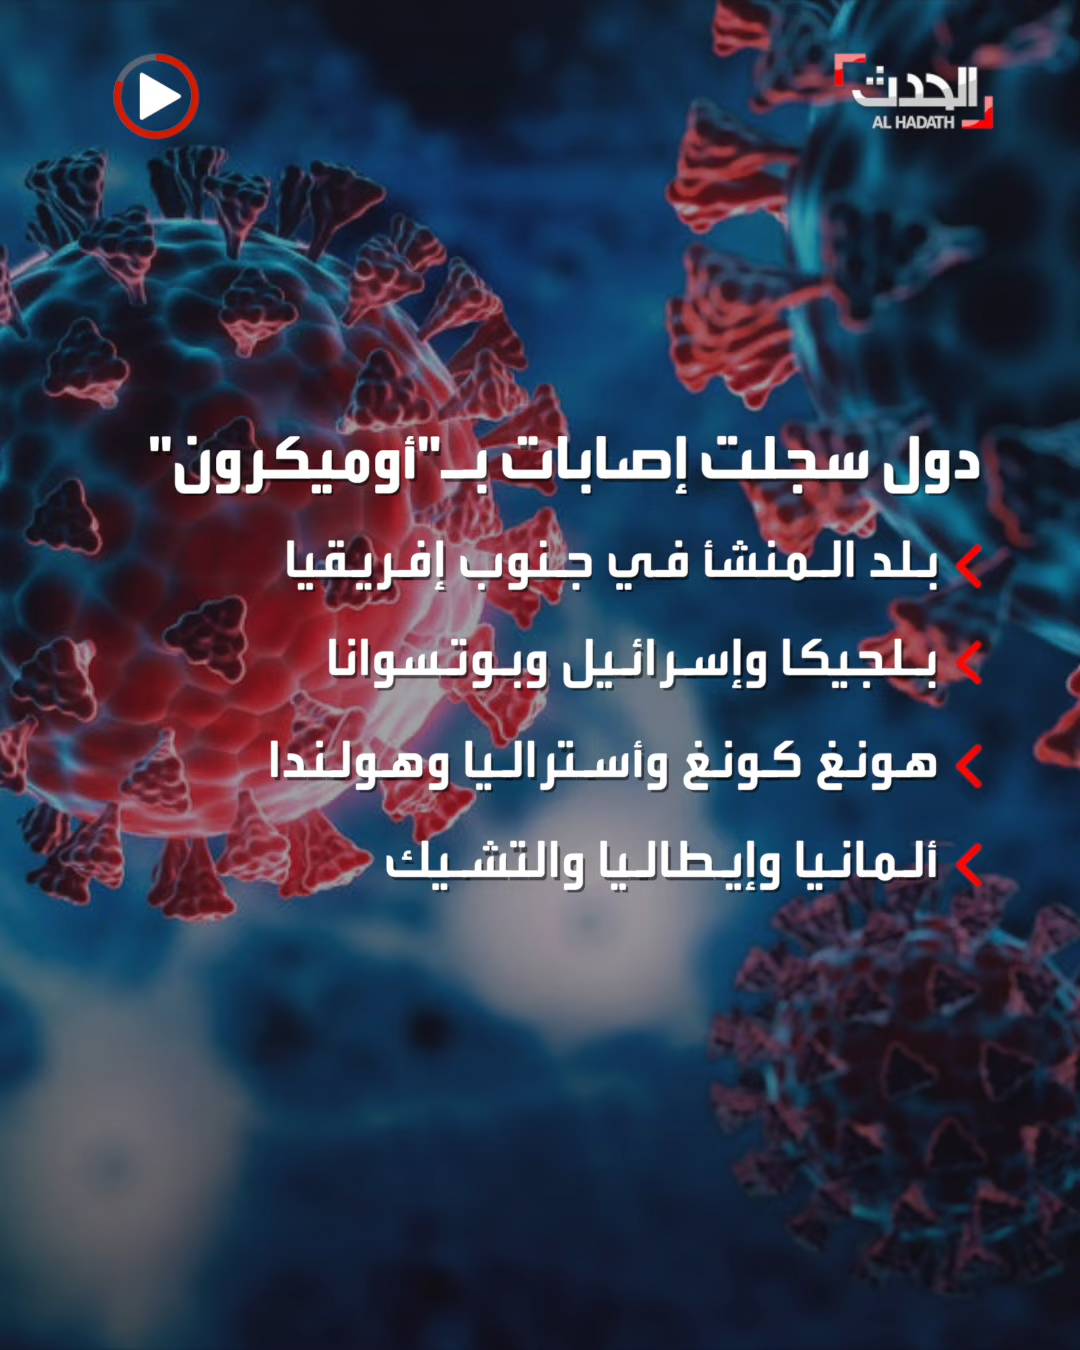 الحدث
AL HADATH
دول سجلت إصابات بـ"أوميكرون"
بلد المنشأ في جنوب إفريقيا
بلجيكا وإسرائيل وبوتسوانا
هونغ كونغ وأستراليا وهولندا
ألمانيا وإيطاليا والتشيك